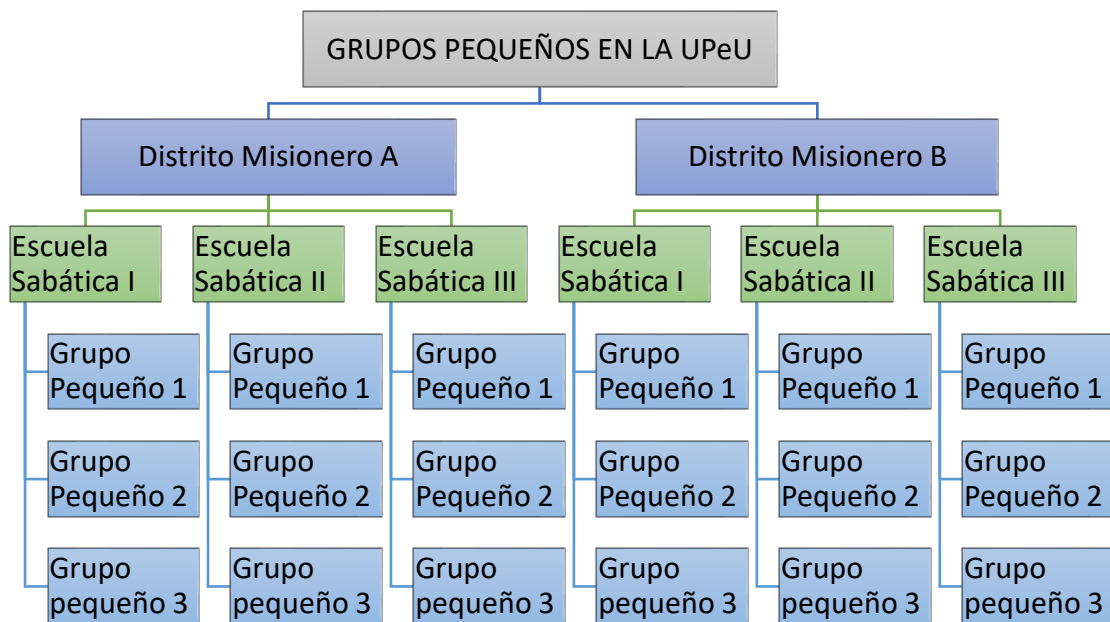 GRUPOS PEQUEÑOS EN LA UPeU
Distrito Misionero A
Distrito Misionero B
Escuela
Sabática I
Escuela
Sabática II
Escuela
Sabática III
Escuela
Sabática I
Escuela
Sabática II
Escuela
Sabática III
Grupo
Pequeño 1
Grupo
Pequeño 1
Grupo
Pequeño 1
Grupo
Pequeño 1
Grupo
Pequeño 1
Grupo
Pequeño 1
Grupo
Pequeño 2
Grupo
Pequeño 2
Grupo
Pequeño 2
Grupo
Pequeño 2
Grupo
Pequeño 2
Grupo
Pequeño 2
Grupo
pequeño 3
Grupo
pequeño 3
Grupo
pequeño 3
Grupo
pequeño 3
Grupo
pequeño 3
Grupo
pequeño 3